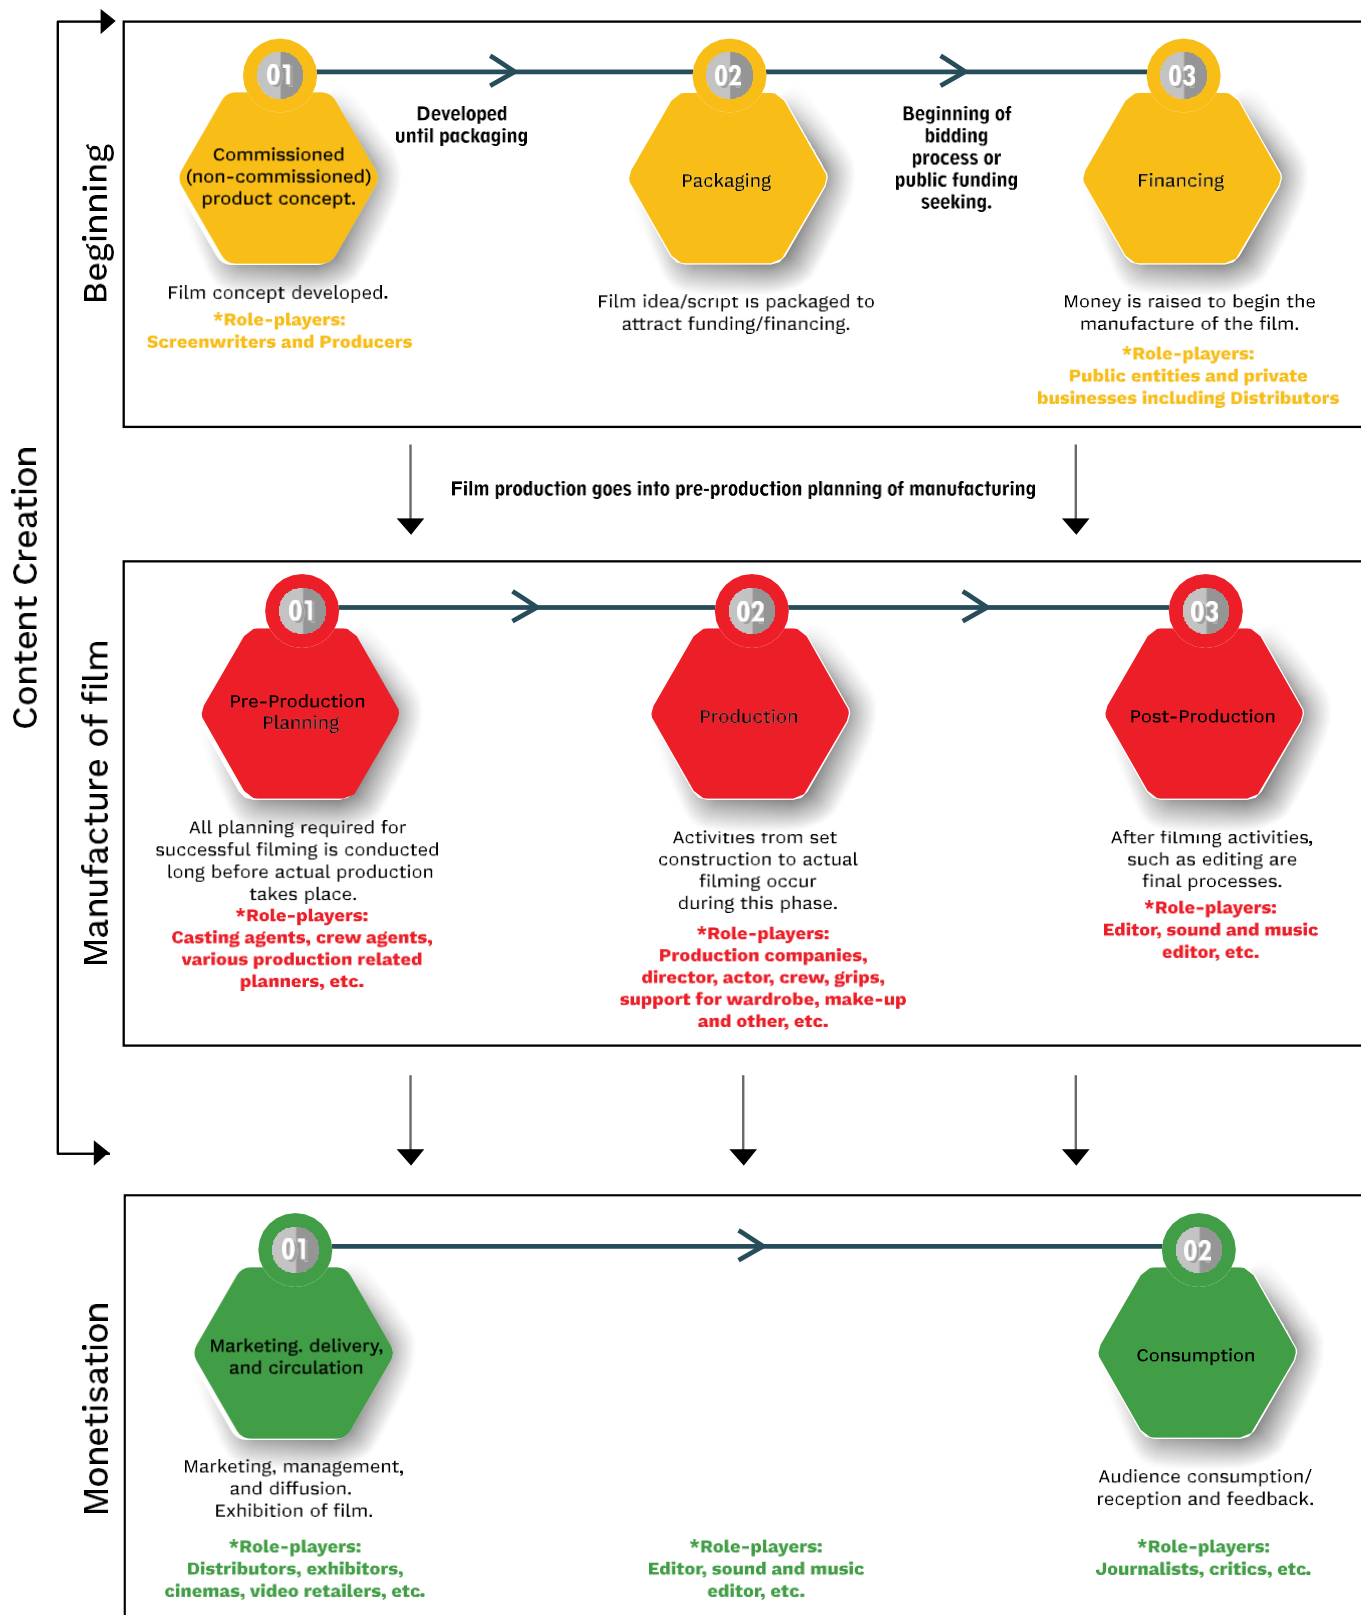 Content Creation
Beginning
01
Commissioned
(non-commissioned)
product concept.
Film concept developed.
*Role-players:
Screenwriters and Producers
Developed
until packaging
02
Packaging
Film idea/script is packaged to
attract funding/financing.
Beginning of
bidding
process or
public funding
seeking.
03
Financing
Money is raised to begin the
manufacture of the film.
*Role-players:
Public entities and private
businesses including Distributors
Film production goes into pre-production planning of manufacturing
Manufacture of film
01
Pre-Production
Planning
All planning required for
successful filming is conducted
long before actual production
takes place.
*Role-players:
Casting agents, crew agents,
various production related
planners, etc.
02
Production
Activities from set
construction to actual
filming occur
during this phase.
*Role-players:
Production companies,
director, actor, crew, grips,
support for wardrobe, make-up
and other, etc.
03
Post-Production
After filming activities,
such as editing are
final processes.
*Role-players:
Editor, sound and music
editor, etc.
Monetisation
01
Marketing. delivery,
and circulation
Marketing, management,
and diffusion.
Exhibition of film.
*Role-players:
Distributors, exhibitors,
cinemas, video retailers, etc.
*Role-players:
Editor, sound and music
editor, etc.
02
Consumption
Audience consumption/
reception and feedback.
*Role-players:
Journalists, critics, etc.